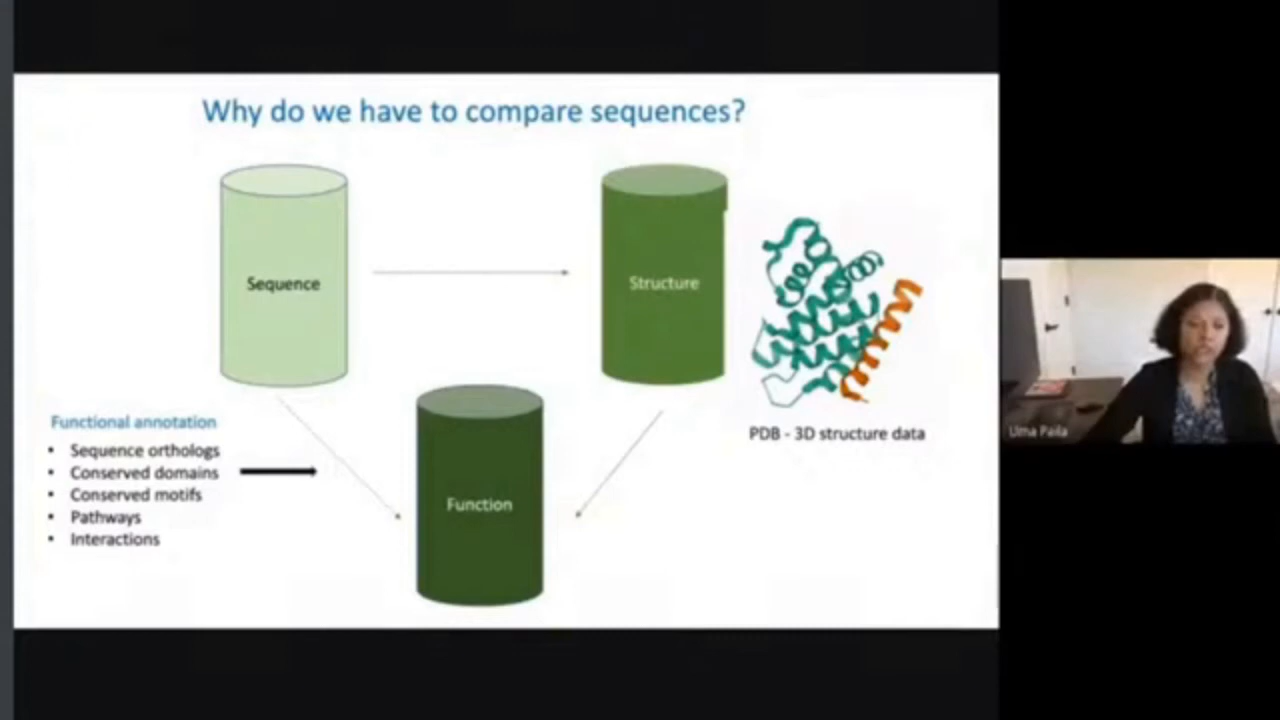 Why do we have to compare sequences?
Sequence
Structure
Functional annotation
• Sequence orthologs
• Conserved domains
• Conserved motifs
• Pathways
• Interactions
Function
PDB - 3D structure data
Uma Paila